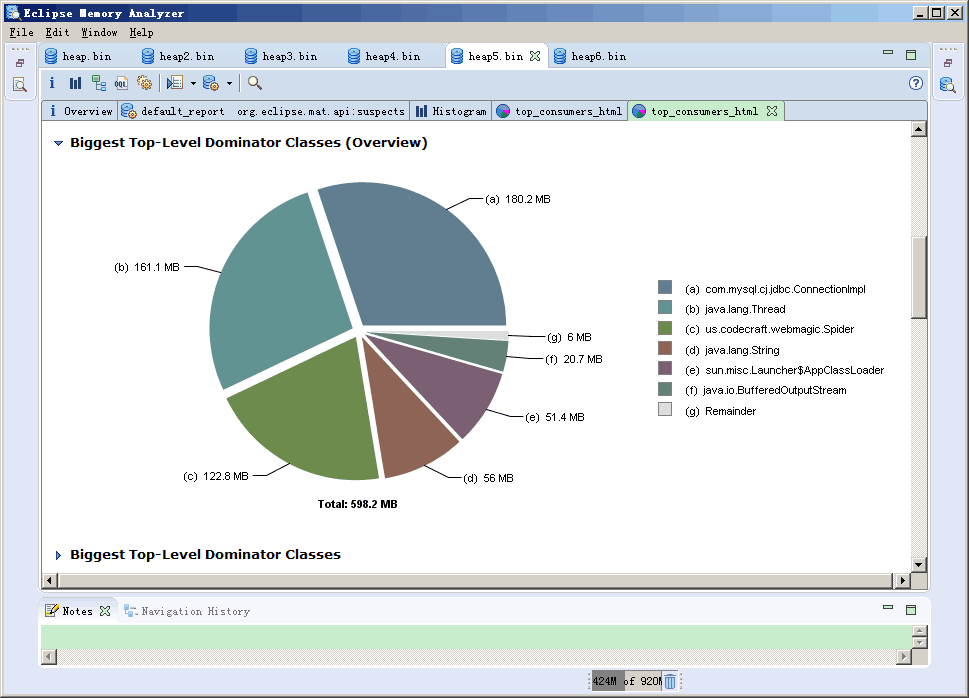 Eclipse Memory Analyzer
File Edit Window Help
heap.bin heap2.bin heap3.bin heap4.bin heap5.bin heap6.bin
i OQL ?
i Overview default_report org.eclipse.mat.api:suspects Histogram top_consumers_html top_consumers_html
Biggest Top-Level Dominator Classes (Overview)
(a) 180.2 MB
(b) 161.1 MB
(g) 6 MB
(f) 20.7 MB
(e) 51.4 MB
(c) 122.8 MB
(d) 56 MB
Total: 598.2 MB
(a) com.mysql.cj.jdbc.ConnectionImpl
(b) java.lang.Thread
(c) us.codecraft.webmagic.Spider
(d) java.lang.String
(e) sun.misc.Launcher$AppClassLoader
(f) java.io.BufferedOutputStream
(g) Remainder
Biggest Top-Level Dominator Classes
Notes Navigation History
424M of 920M